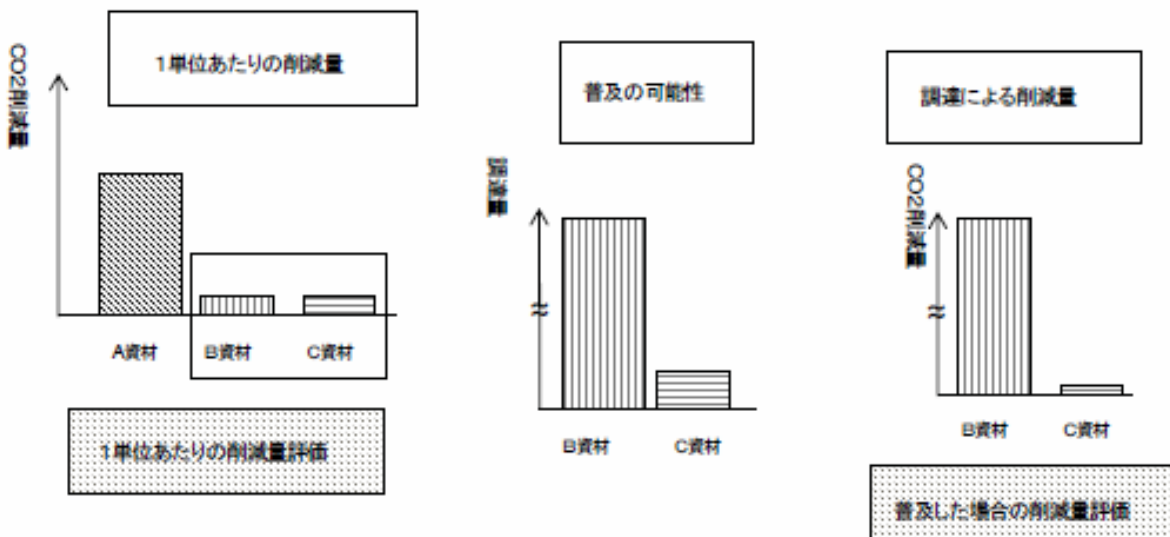 1単位あたりの削減量
CO2削減量
A資材
B資材
C資材
1単位あたりの削減量評価
普及の可能性
調達量
B資材
C資材
調達による削減量
CO2削減量
B資材
C資材
普及した場合の削減量評価